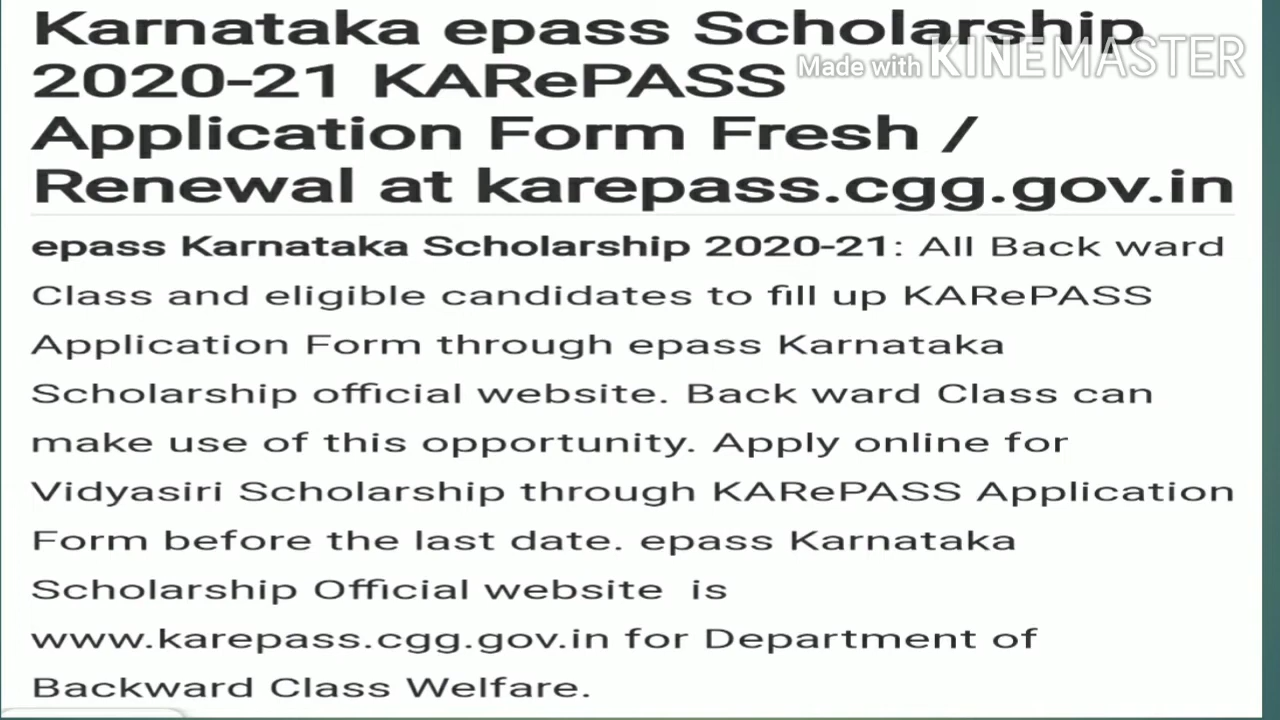 Karnataka epass Scholarship
Made with KINEMASTER
2020-21 KARePASS
Application Form Fresh /
Renewal at karepass.cgg.gov.in
epass Karnataka Scholarship 2020-21: All Back ward
Class and eligible candidates to fill up KARePASS
Application Form through epass Karnataka
Scholarship official website. Back ward Class can
make use of this opportunity. Apply online for
Vidyasiri Scholarship through KARePASS Application
Form before the last date. epass Karnataka
Scholarship Official website is
www.karepass.cgg.gov.in for Department of
Backward Class Welfare.